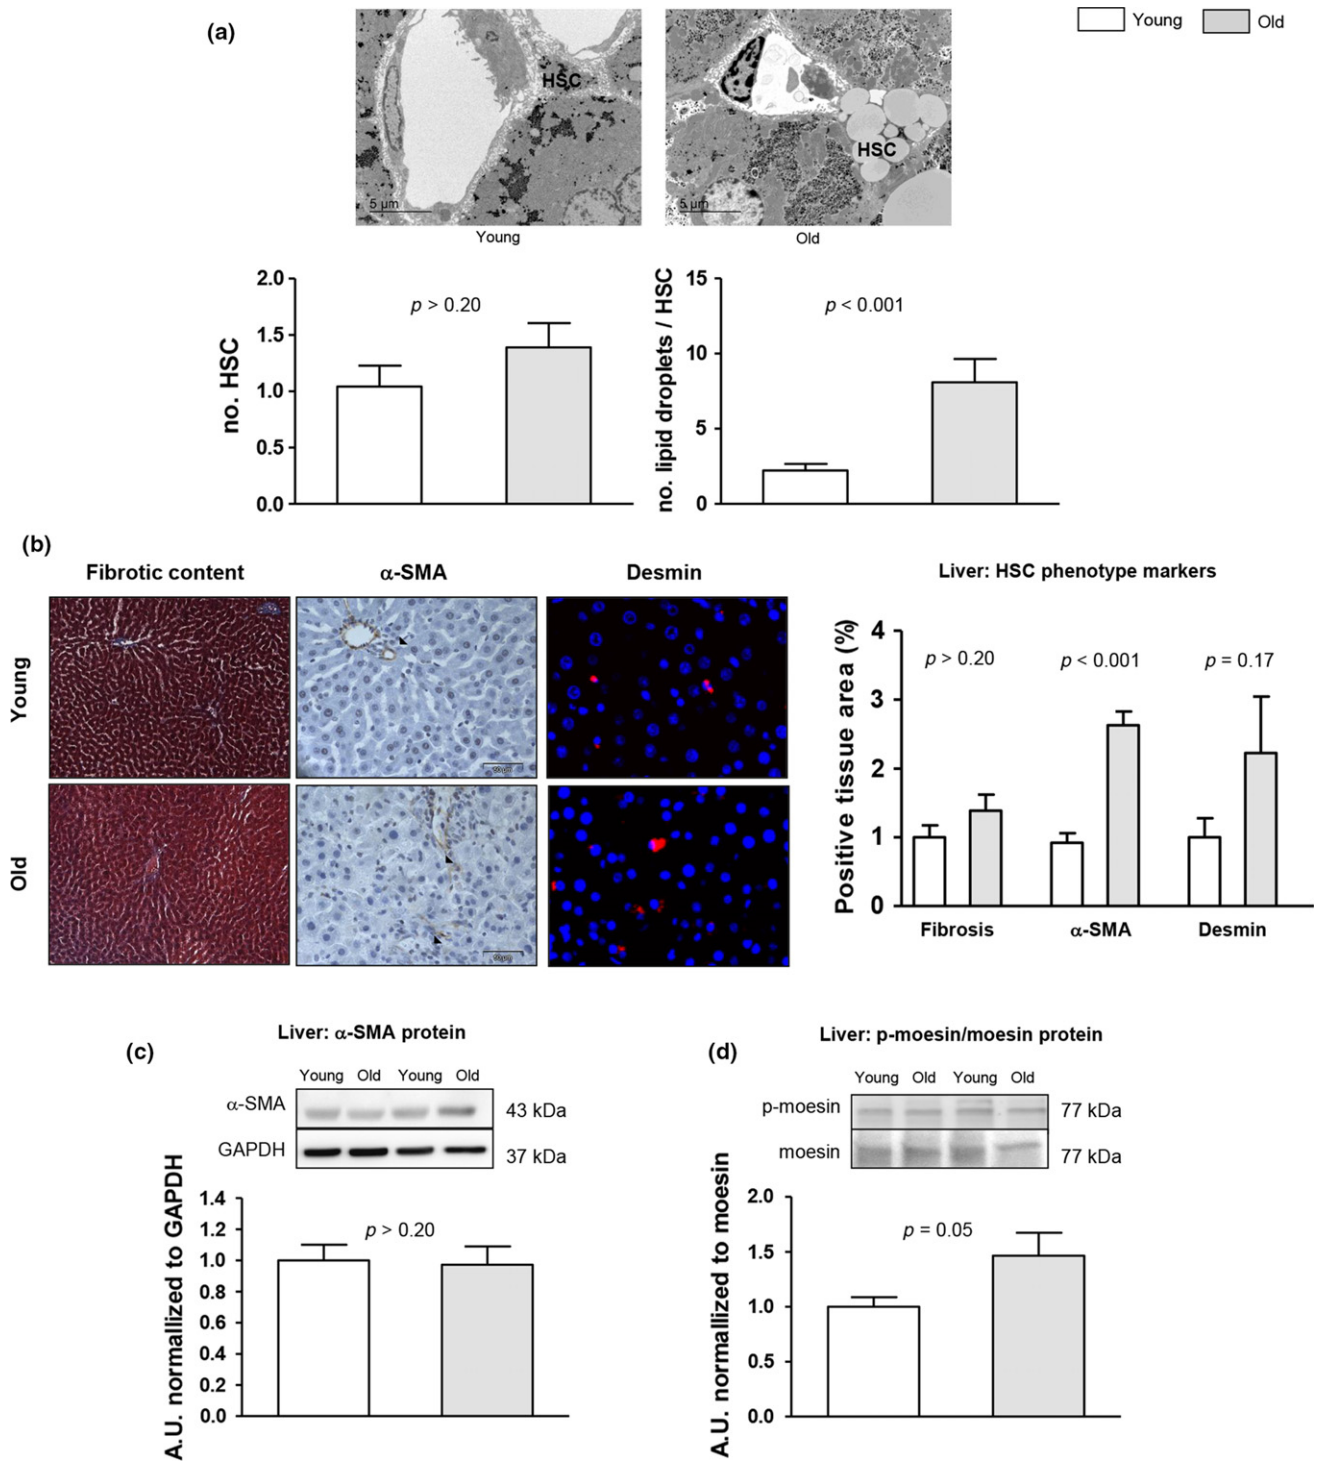 (a)
Young
Old
HSC
5 µm
Young
HSC
5 µm
Old
no. HSC
2.0
1.5
1.0
0.5
0.0
p > 0.20
no. lipid droplets / HSC
15
10
5
0
p < 0.001
(b)
Fibrotic content
α-SMA
Desmin
Young
Old
Liver: HSC phenotype markers
Positive tissue area (%)
4
3
2
1
0
p > 0.20
p < 0.001
p = 0.17
Fibrosis
α-SMA
Desmin
(c)
Liver: α-SMA protein
Young Old Young Old
α-SMA
43 kDa
GAPDH
37 kDa
A.U. normallized to GAPDH
1.4
1.2
1.0
0.8
0.6
0.4
0.2
0.0
p > 0.20
(d)
Liver: p-moesin/moesin protein
Young Old Young Old
p-moesin
77 kDa
moesin
77 kDa
A.U. normallized to moesin
2.0
1.5
1.0
0.5
0.0
p = 0.05